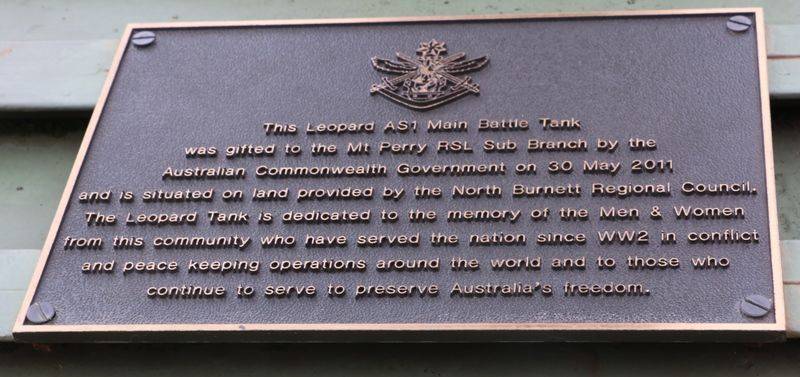 This Leopard AS1 Main Battle Tank
was gifted to the Mt Perry RSL Sub Branch by the
Australian Commonwealth Government on 30 May 2011
and is situated on land provided by the North Burnett Regional Council.
The Leopard Tank is dedicated to the memory of the Men & Women
from this community who have served the nation since WW2 in conflict
and peace keeping operations around the world and to those who
continue to serve to preserve Australia's freedom.